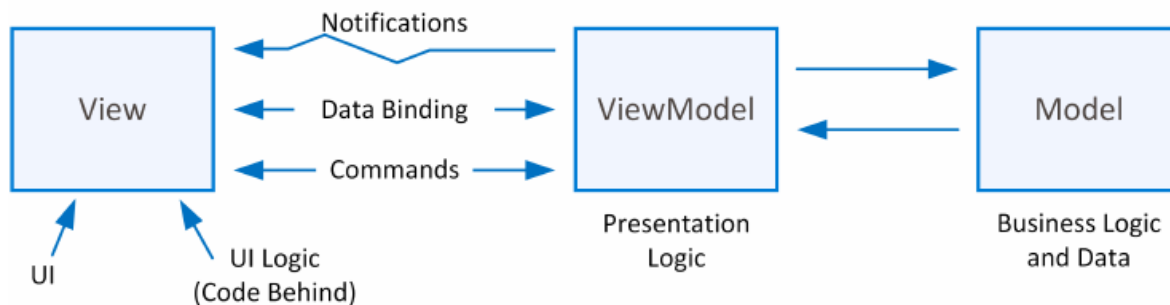 Notifications
View
Data Binding
Commands
ViewModel
Model
UI
UI Logic
(Code Behind)
Presentation
Logic
Business Logic
and Data